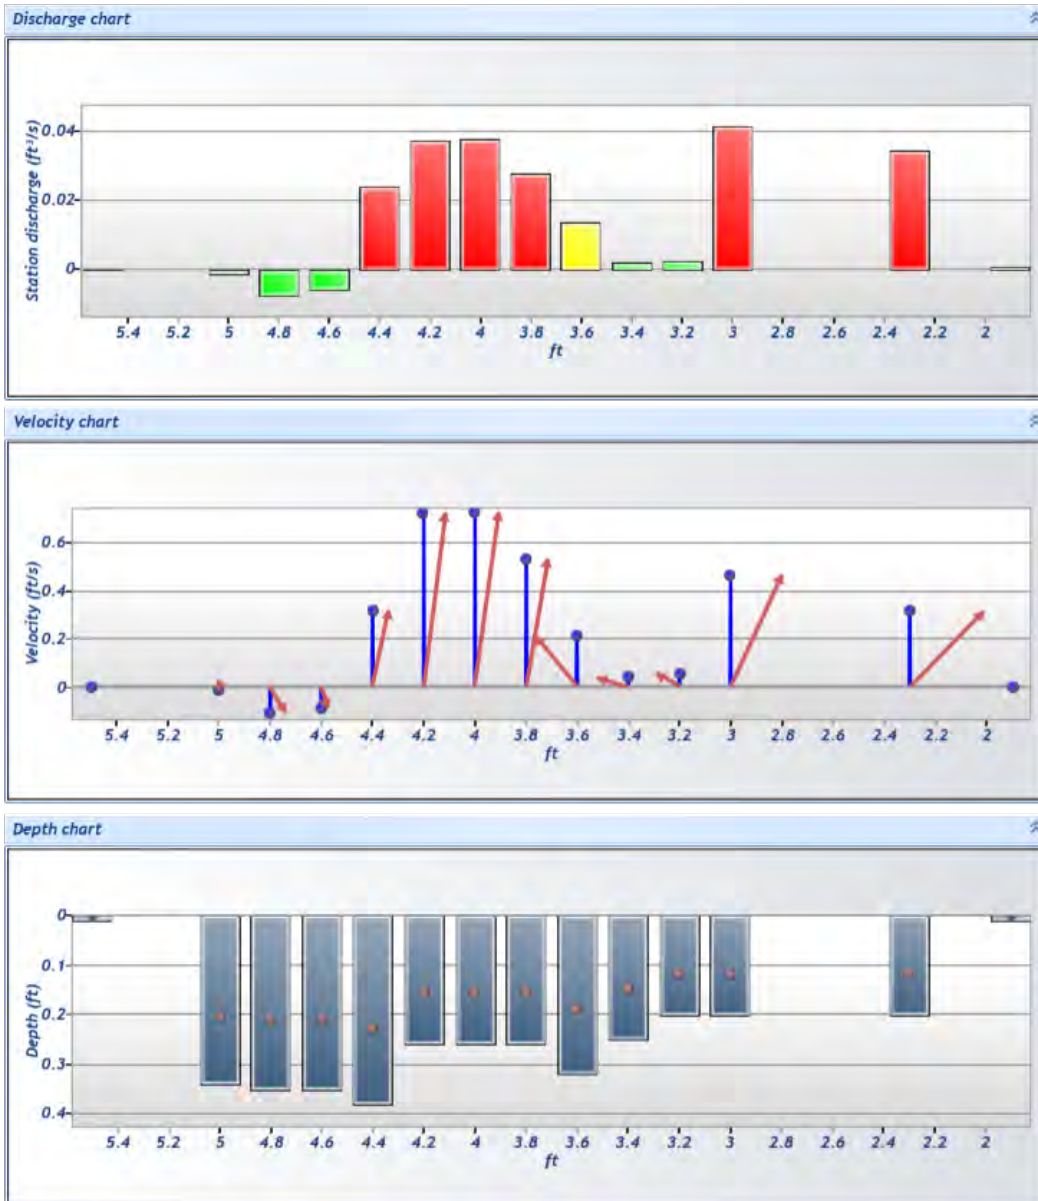 Discharge chart
Station discharge (ft³/s)
0.04
0.02
0
5.4 5.2 5 4.8 4.6 4.4 4.2 4 3.8 3.6 3.4 3.2 3 2.8 2.6 2.4 2.2 2
ft
Velocity chart
Velocity (ft/s)
0.6
0.4
0.2
0
5.4 5.2 5 4.8 4.6 4.4 4.2 4 3.8 3.6 3.4 3.2 3 2.8 2.6 2.4 2.2 2
ft
Depth chart
Depth (ft)
0
0.1
0.2
0.3
0.4
5.4 5.2 5 4.8 4.6 4.4 4.2 4 3.8 3.6 3.4 3.2 3 2.8 2.6 2.4 2.2 2
ft